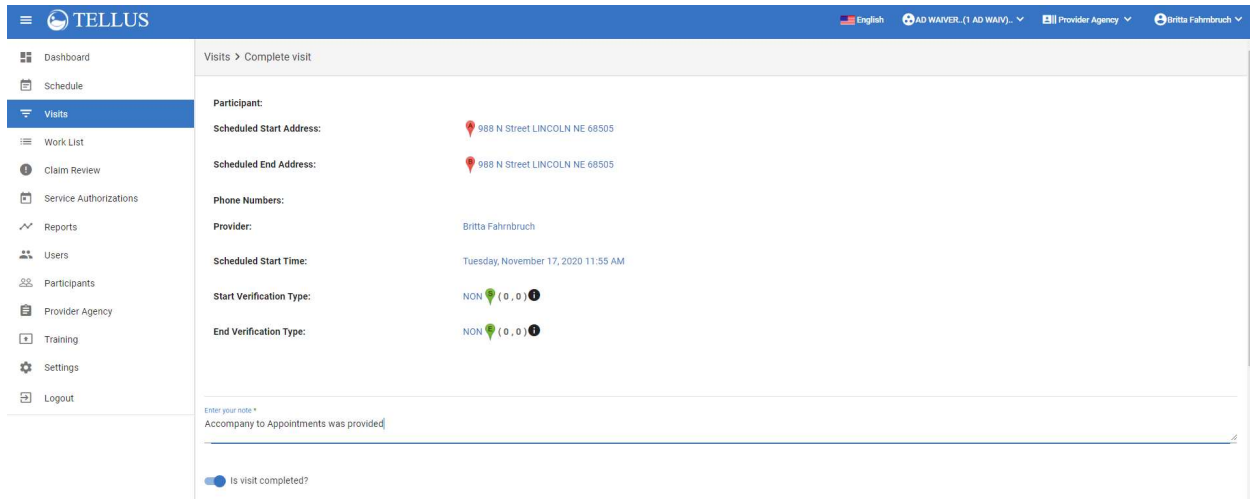 TELLUS
English
AD WAIVER..(1 AD WAIV)..
Provider Agency
Britta Fahrnbruch
Dashboard
Schedule
Visits
Work List
Claim Review
Service Authorizations
Reports
Users
Participants
Provider Agency
Training
Settings
Logout
Visits > Complete visit
Participant:
Scheduled Start Address: A 988 N Street LINCOLN NE 68505
Scheduled End Address: B 988 N Street LINCOLN NE 68505
Phone Numbers:
Provider: Britta Fahrnbruch
Scheduled Start Time: Tuesday, November 17, 2020 11:55 AM
Start Verification Type: NON S ( 0 , 0 ) i
End Verification Type: NON E ( 0 , 0 ) i
Enter your note *
Accompany to Appointments was provided
Is visit completed?